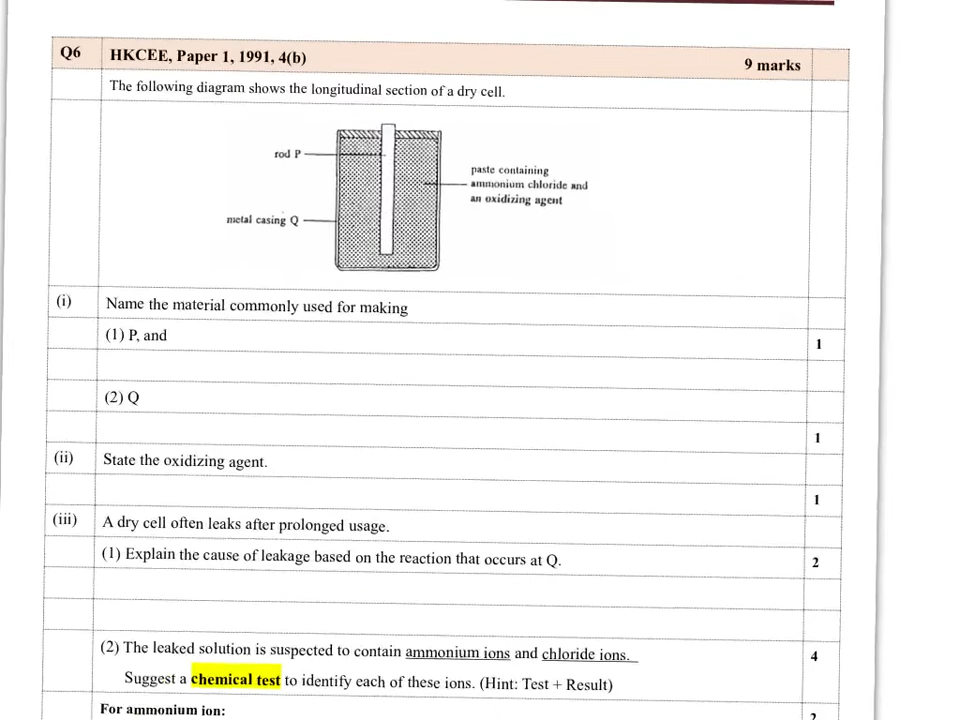 Q6 HKCEE, Paper 1, 1991, 4(b) 9 marks
The following diagram shows the longitudinal section of a dry cell.
rod P
paste containing
ammonium chloride and
an oxidizing agent
metal casing Q
(i) Name the material commonly used for making
(1) P, and 1
(2) Q
1
(ii) State the oxidizing agent.
1
(iii) A dry cell often leaks after prolonged usage.
(1) Explain the cause of leakage based on the reaction that occurs at Q. 2
(2) The leaked solution is suspected to contain ammonium ions and chloride ions. 4
Suggest a chemical test to identify each of these ions. (Hint: Test + Result)
For ammonium ion: 2